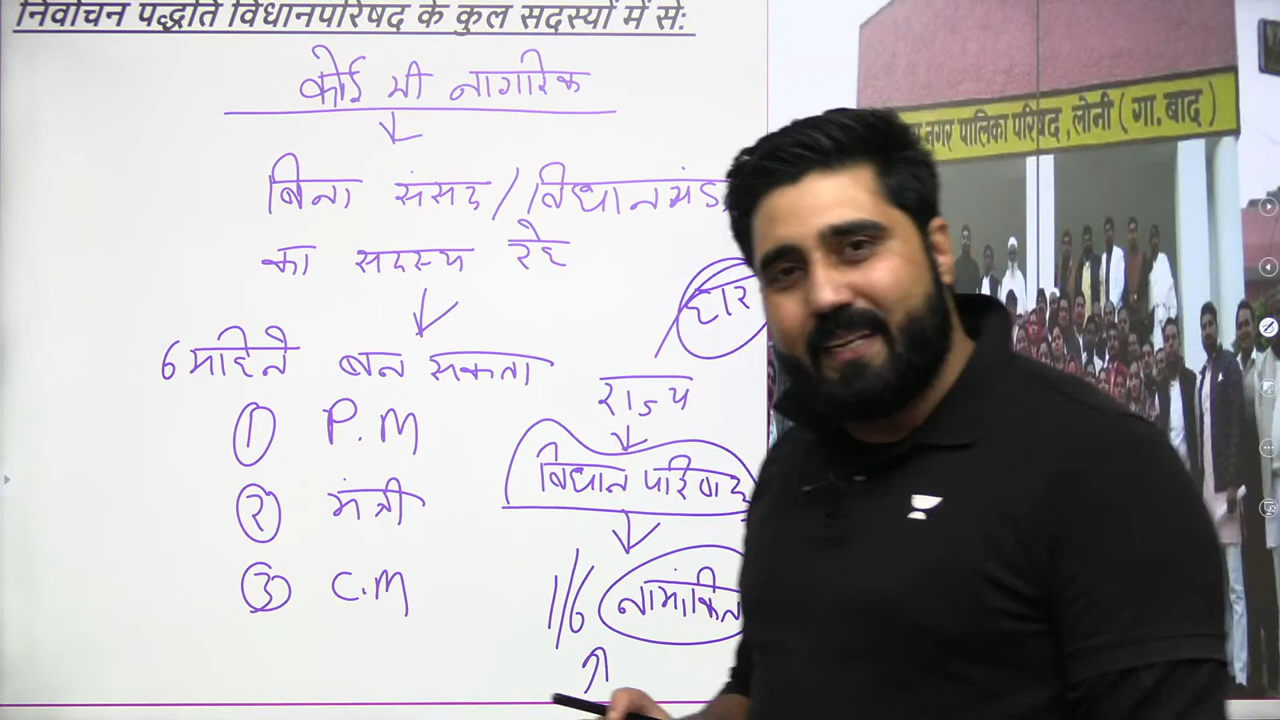 निर्वाचन पद्धति विधानपरिषद के कुल सदस्यों में से:
कोई भी नागरिक
बिना संसद/विधानमंड
का सदस्य रहे
6 महिने बन सकता
① P.M
② मंत्री
③ C.M
हार
राज्य
विधान परिषद
1/6 नामांकित
नगर पालिका परिषद, लोनी (गा.बाद)